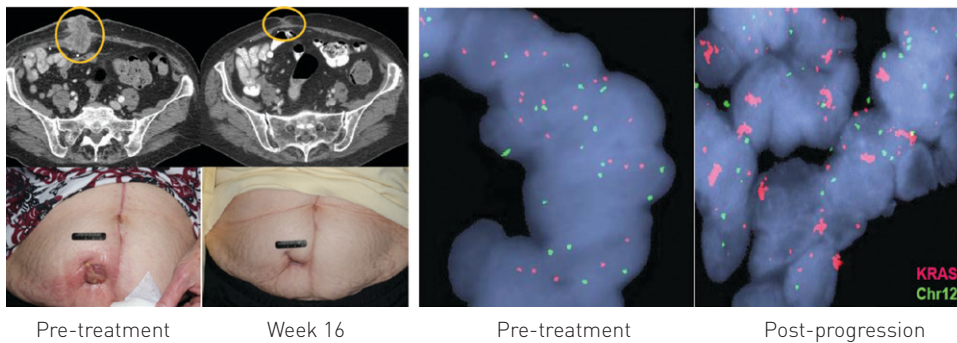 KRAS
Chr12
Pre-treatment
Week 16
Pre-treatment
Post-progression